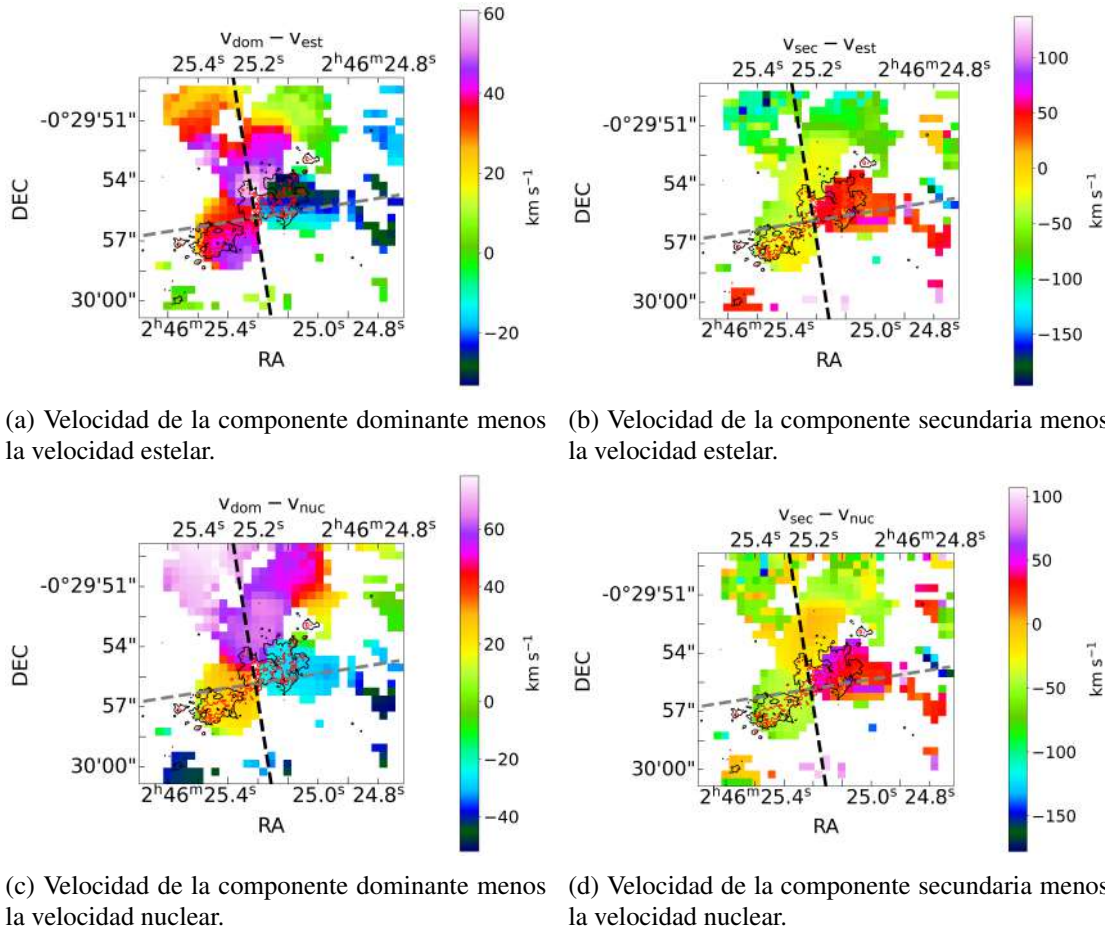 v_dom − v_est
25.4ˢ 25.2ˢ 2ʰ46ᵐ24.8ˢ
-0°29'51"
54"
57"
30'00"
DEC
2ʰ46ᵐ25.4ˢ 25.0ˢ 24.8ˢ
RA
60
40
20
0
−20
km s⁻¹
v_sec − v_est
25.4ˢ 25.2ˢ 2ʰ46ᵐ24.8ˢ
-0°29'51"
54"
57"
30'00"
DEC
2ʰ46ᵐ25.4ˢ 25.0ˢ 24.8ˢ
RA
100
50
0
−50
−100
−150
km s⁻¹
(a) Velocidad de la componente dominante menos
la velocidad estelar.
(b) Velocidad de la componente secundaria menos
la velocidad estelar.
v_dom − v_nuc
25.4ˢ 25.2ˢ 2ʰ46ᵐ24.8ˢ
-0°29'51"
54"
57"
30'00"
DEC
2ʰ46ᵐ25.4ˢ 25.0ˢ 24.8ˢ
RA
60
40
20
0
−20
−40
km s⁻¹
v_sec − v_nuc
25.4ˢ 25.2ˢ 2ʰ46ᵐ24.8ˢ
-0°29'51"
54"
57"
30'00"
DEC
2ʰ46ᵐ25.4ˢ 25.0ˢ 24.8ˢ
RA
100
50
0
−50
−100
−150
km s⁻¹
(c) Velocidad de la componente dominante menos
la velocidad nuclear.
(d) Velocidad de la componente secundaria menos
la velocidad nuclear.